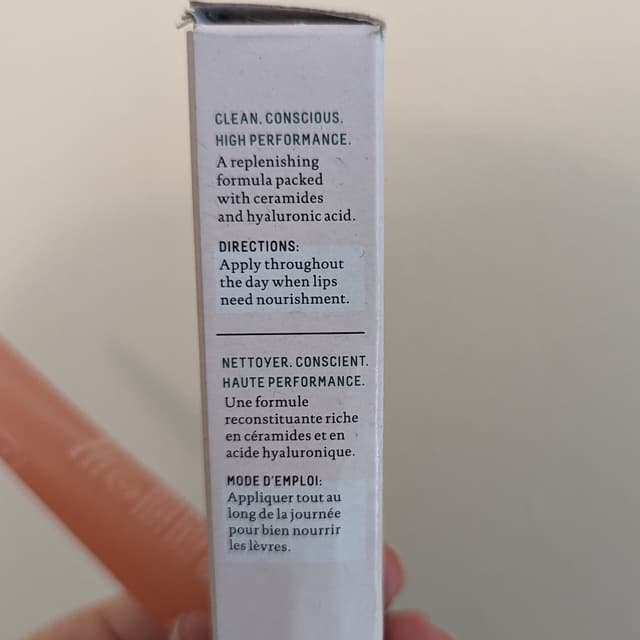 CLEAN. CONSCIOUS.
HIGH PERFORMANCE.
A replenishing
formula packed
with ceramides
and hyaluronic acid.
DIRECTIONS:
Apply throughout
the day when lips
need nourishment.
NETTOYER. CONSCIENT.
HAUTE PERFORMANCE.
Une formule
reconstituante riche
en céramides et en
acide hyaluronique.
MODE D'EMPLOI:
Appliquer tout au
long de la journée
pour bien nourrir
les lèvres.